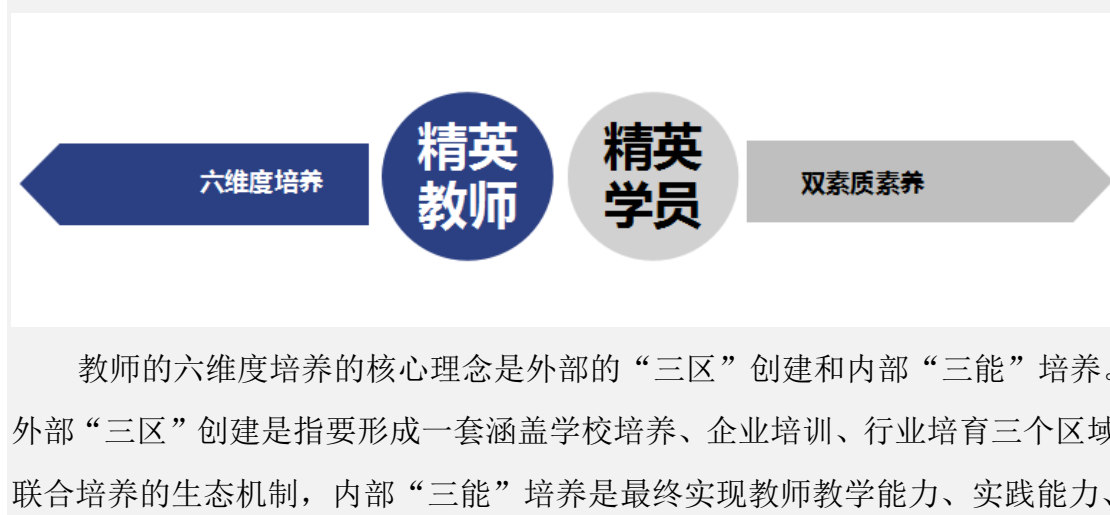 六维度培养
精英
教师
精英
学员
双素质素养
教师的六维度培养的核心理念是外部的“三区”创建和内部“三能”培养。
外部“三区”创建是指要形成一套涵盖学校培养、企业培训、行业培育三个区域
联合培养的生态机制，内部“三能”培养是最终实现教师教学能力、实践能力、